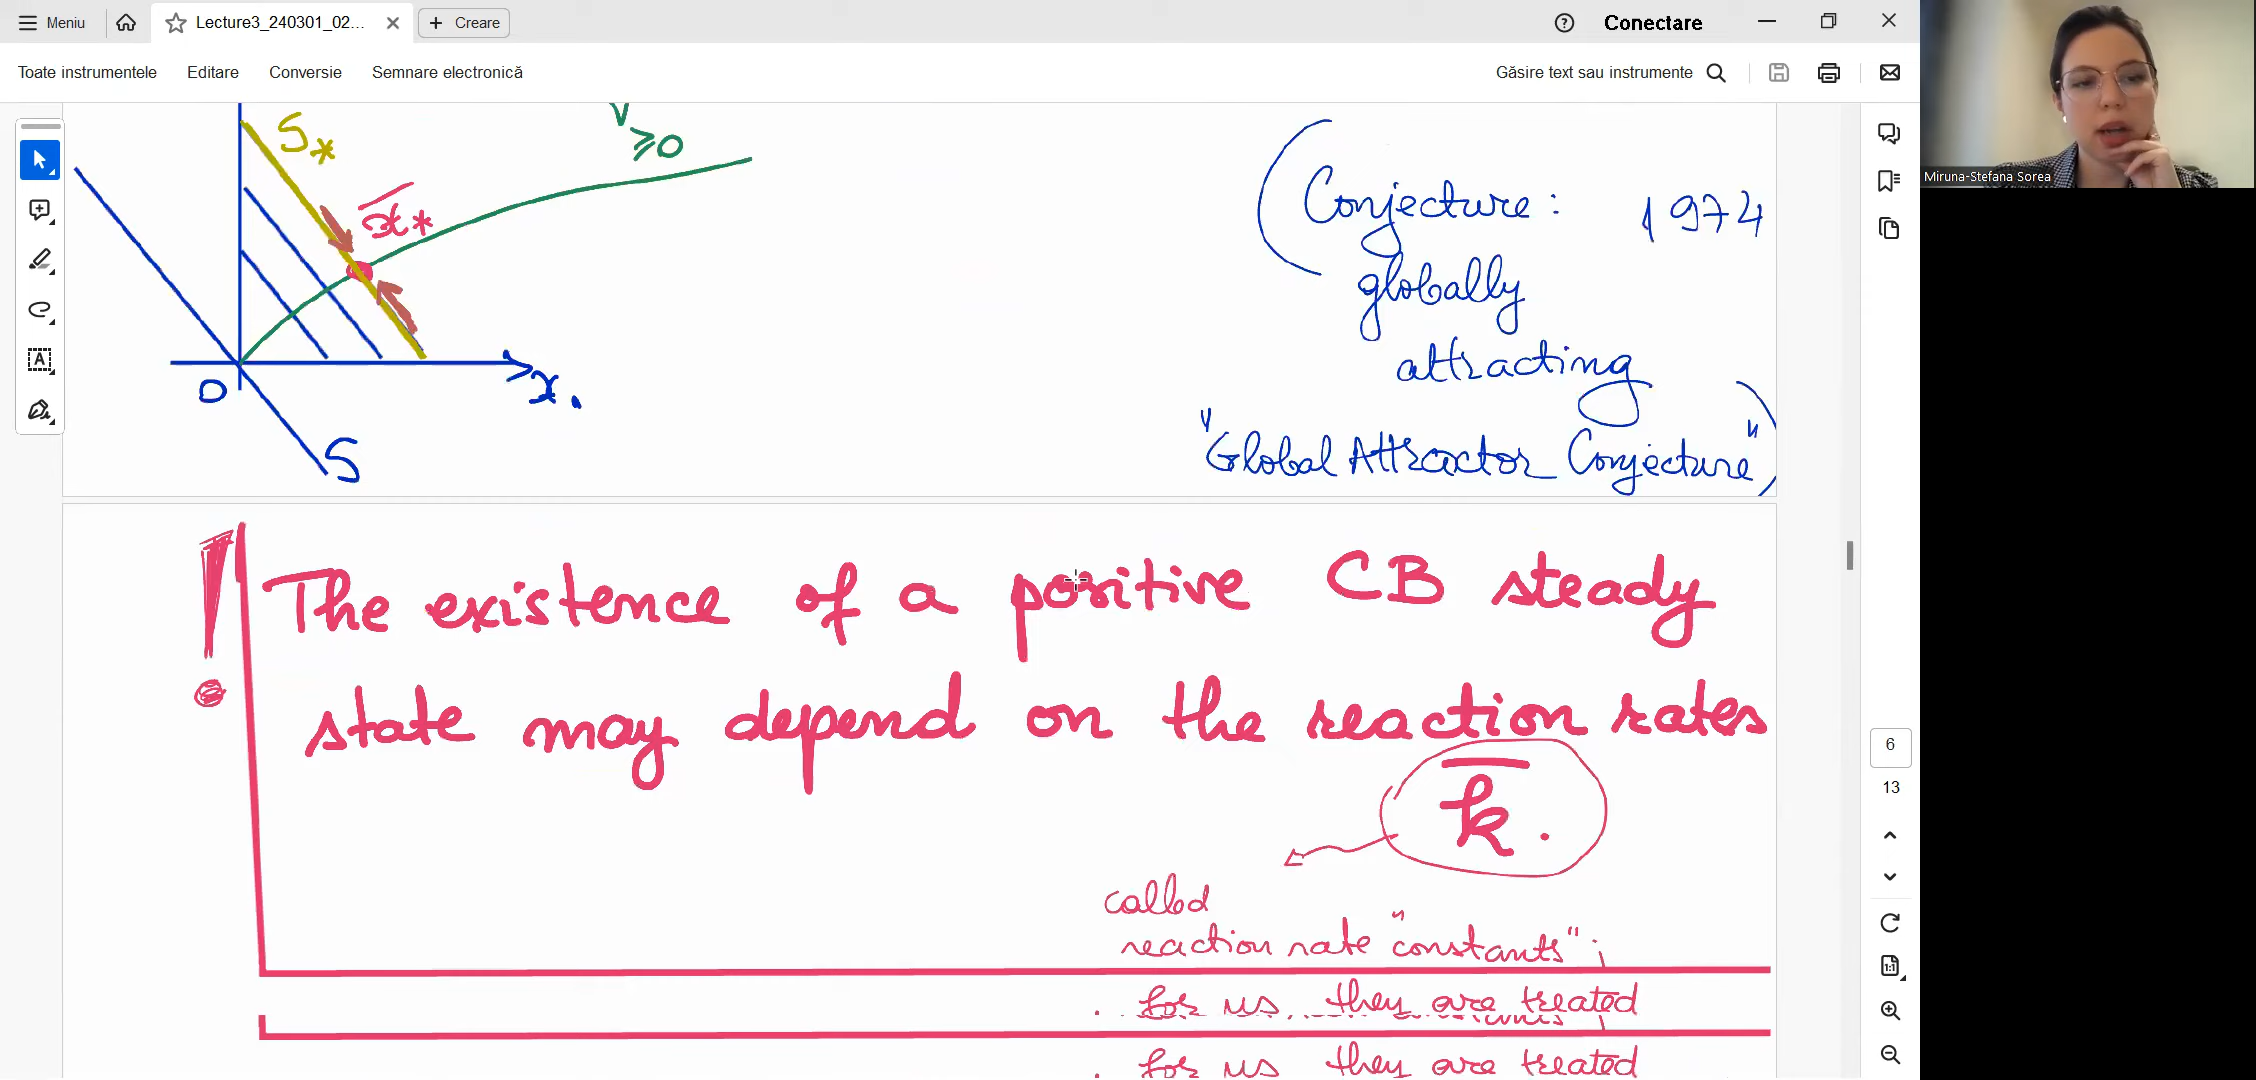 Meniu
Lecture3_240301_02...
Creare
Conectare
Toate instrumentele
Editare
Conversie
Semnare electronică
Găsire text sau instrumente
Miruna-Stefana Sorea
S*
≥0
x*
0
x₁
S
(Conjecture: 1974
globally
attracting
"Global Attractor Conjecture")
! The existence of a positive CB steady
state may depend on the reaction rates
k.
called
reaction rate "constants";
for us they are treated
for us they are treated
6
13